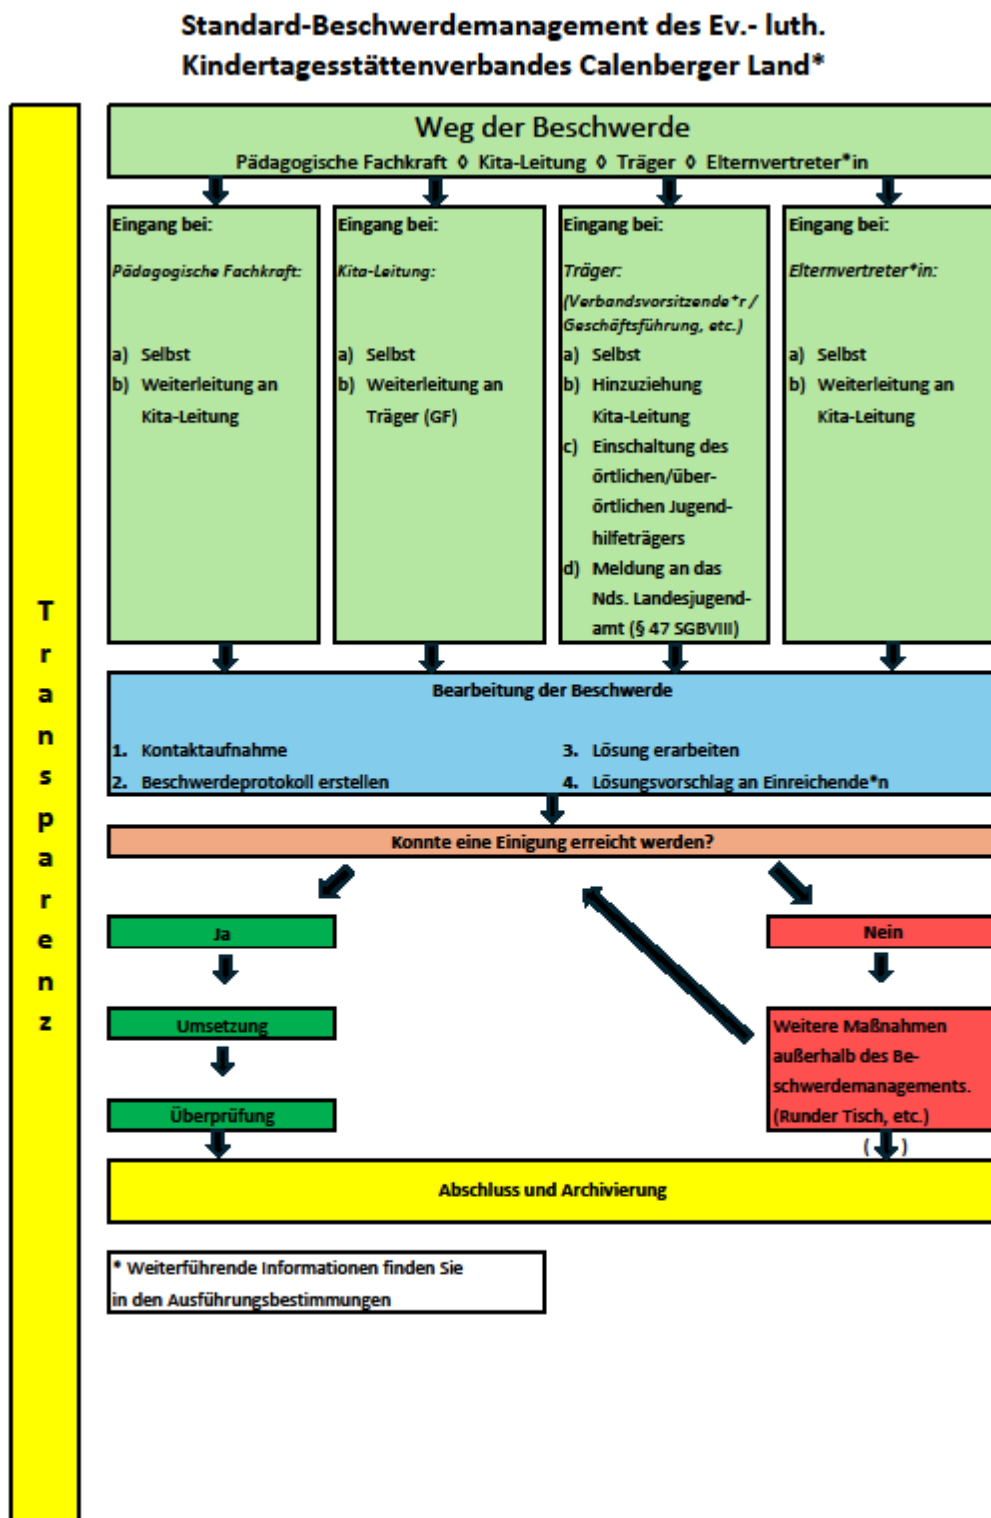 Standard-Beschwerdemanagement des Ev.- luth.
Kindertagesstättenverbandes Calenberger Land*
Transparenz
Weg der Beschwerde
Pädagogische Fachkraft ◊ Kita-Leitung ◊ Träger ◊ Elternvertreter*in
Eingang bei:
Pädagogische Fachkraft:
a) Selbst
b) Weiterleitung an
Kita-Leitung
Eingang bei:
Kita-Leitung:
a) Selbst
b) Weiterleitung an
Träger (GF)
Eingang bei:
Träger:
(Verbandsvorsitzende*r /
Geschäftsführung, etc.)
a) Selbst
b) Hinzuziehung
Kita-Leitung
c) Einschaltung des
örtlichen/über-
örtlichen Jugend-
hilfeträgers
d) Meldung an das
Nds. Landesjugend-
amt (§ 47 SGBVIII)
Eingang bei:
Elternvertreter*in:
a) Selbst
b) Weiterleitung an
Kita-Leitung
Bearbeitung der Beschwerde
1. Kontaktaufnahme
2. Beschwerdeprotokoll erstellen
3. Lösung erarbeiten
4. Lösungsvorschlag an Einreichende*n
Konnte eine Einigung erreicht werden?
Ja
Umsetzung
Überprüfung
Nein
Weitere Maßnahmen
außerhalb des Be-
schwerdemanagements.
(Runder Tisch, etc.)
( )
Abschluss und Archivierung
* Weiterführende Informationen finden Sie
in den Ausführungsbestimmungen